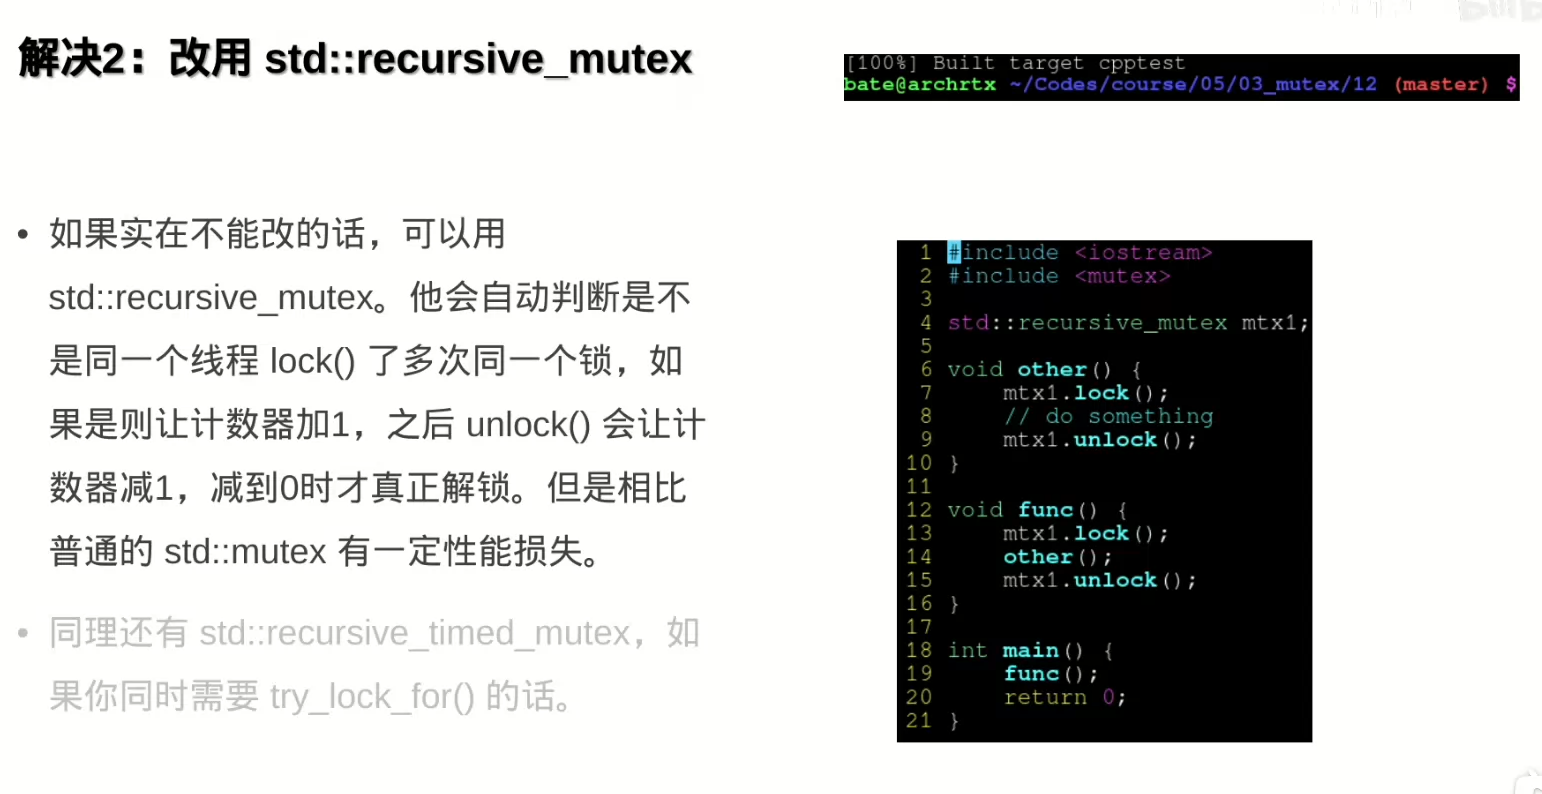 解决2：改用 std::recursive_mutex
[100%] Built target cpptest
bate@archrtx ~/Codes/course/05/03_mutex/12 (master) $
• 如果实在不能改的话，可以用
std::recursive_mutex。他会自动判断是不
是同一个线程 lock() 了多次同一个锁，如
果是则让计数器加1，之后 unlock() 会让计
数器减1，减到0时才真正解锁。但是相比
普通的 std::mutex 有一定性能损失。
• 同理还有 std::recursive_timed_mutex，如
果你同时需要 try_lock_for() 的话。
1 #include <iostream>
2 #include <mutex>
3
4 std::recursive_mutex mtx1;
5
6 void other() {
7     mtx1.lock();
8     // do something
9     mtx1.unlock();
10 }
11
12 void func() {
13     mtx1.lock();
14     other();
15     mtx1.unlock();
16 }
17
18 int main() {
19     func();
20     return 0;
21 }